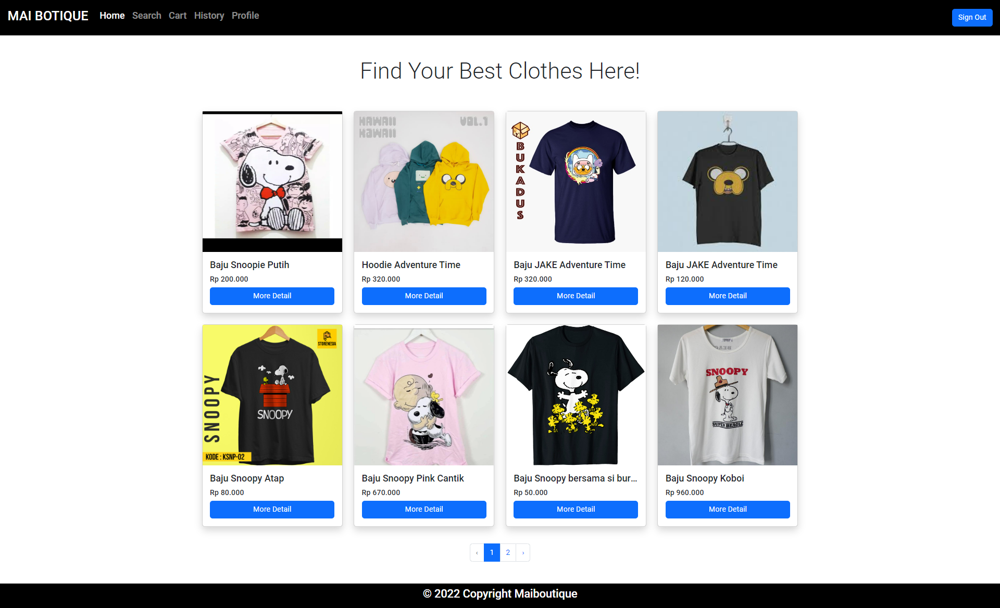 MAI BOTIQUE Home Search Cart History Profile Sign Out
Find Your Best Clothes Here!
HAWAII VOL.1
HAWAII
BUKADUS
Baju Snoopie Putih
Rp 200.000
More Detail
Hoodie Adventure Time
Rp 320.000
More Detail
Baju JAKE Adventure Time
Rp 320.000
More Detail
Baju JAKE Adventure Time
Rp 120.000
More Detail
STORENESIA
SNOOPY
SNOOPY
KODE : KSNP-02
SNOOPY
SUPER BEAGLE
Baju Snoopy Atap
Rp 80.000
More Detail
Baju Snoopy Pink Cantik
Rp 670.000
More Detail
Baju Snoopy bersama si bur...
Rp 50.000
More Detail
Baju Snoopy Koboi
Rp 960.000
More Detail
‹ 1 2 ›
© 2022 Copyright Maiboutique